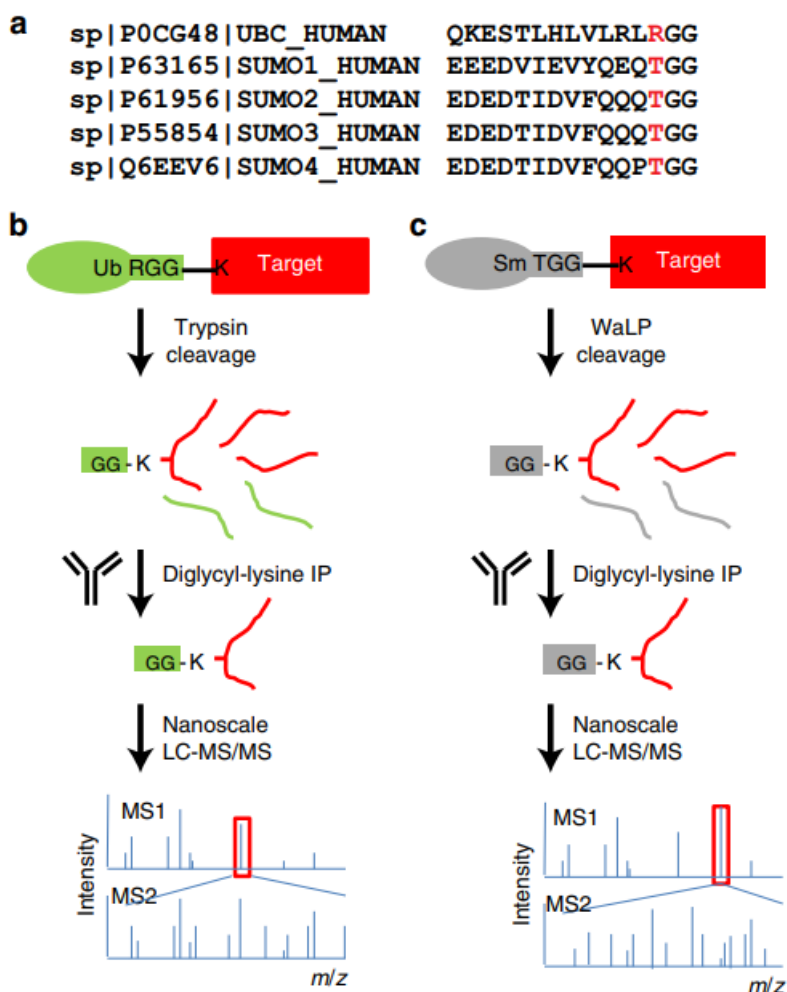 a
sp|P0CG48|UBC_HUMAN QKESTLHLVLRLRGG
sp|P63165|SUMO1_HUMAN EEEDVIEVYQEQTGG
sp|P61956|SUMO2_HUMAN EDEDTIDVFQQQTGG
sp|P55854|SUMO3_HUMAN EDEDTIDVFQQQTGG
sp|Q6EEV6|SUMO4_HUMAN EDEDTIDVFQQPTGG
b
Ub RGG K Target
Trypsin
cleavage
GG - K
Diglycyl-lysine IP
GG - K
Nanoscale
LC-MS/MS
MS1
Intensity
MS2
m/z
c
Sm TGG K Target
WaLP
cleavage
GG - K
Diglycyl-lysine IP
GG - K
Nanoscale
LC-MS/MS
MS1
Intensity
MS2
m/z